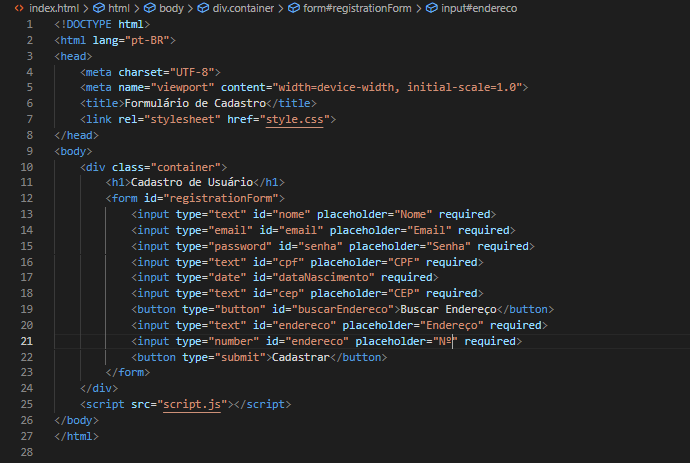 index.html > html > body > div.container > form#registrationForm > input#endereco
1 <!DOCTYPE html>
2 <html lang="pt-BR">
3 <head>
4     <meta charset="UTF-8">
5     <meta name="viewport" content="width=device-width, initial-scale=1.0">
6     <title>Formulário de Cadastro</title>
7     <link rel="stylesheet" href="style.css">
8 </head>
9 <body>
10     <div class="container">
11         <h1>Cadastro de Usuário</h1>
12         <form id="registrationForm">
13             <input type="text" id="nome" placeholder="Nome" required>
14             <input type="email" id="email" placeholder="Email" required>
15             <input type="password" id="senha" placeholder="Senha" required>
16             <input type="text" id="cpf" placeholder="CPF" required>
17             <input type="date" id="dataNascimento" required>
18             <input type="text" id="cep" placeholder="CEP" required>
19             <button type="button" id="buscarEndereco">Buscar Endereço</button>
20             <input type="text" id="endereco" placeholder="Endereço" required>
21             <input type="number" id="endereco" placeholder="Nº" required>
22             <button type="submit">Cadastrar</button>
23         </form>
24     </div>
25     <script src="script.js"></script>
26 </body>
27 </html>
28